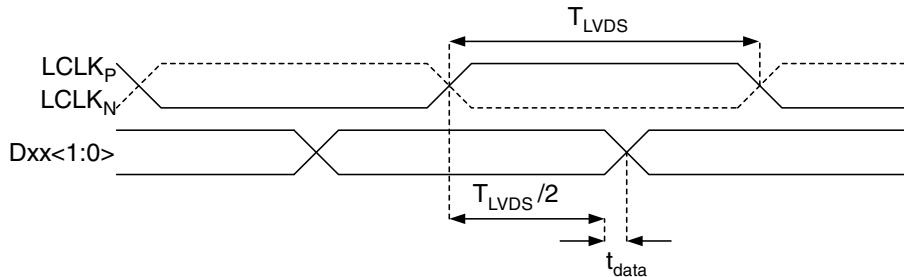 T_LVDS
LCLK_P
LCLK_N
Dxx<1:0>
T_LVDS/2
t_data